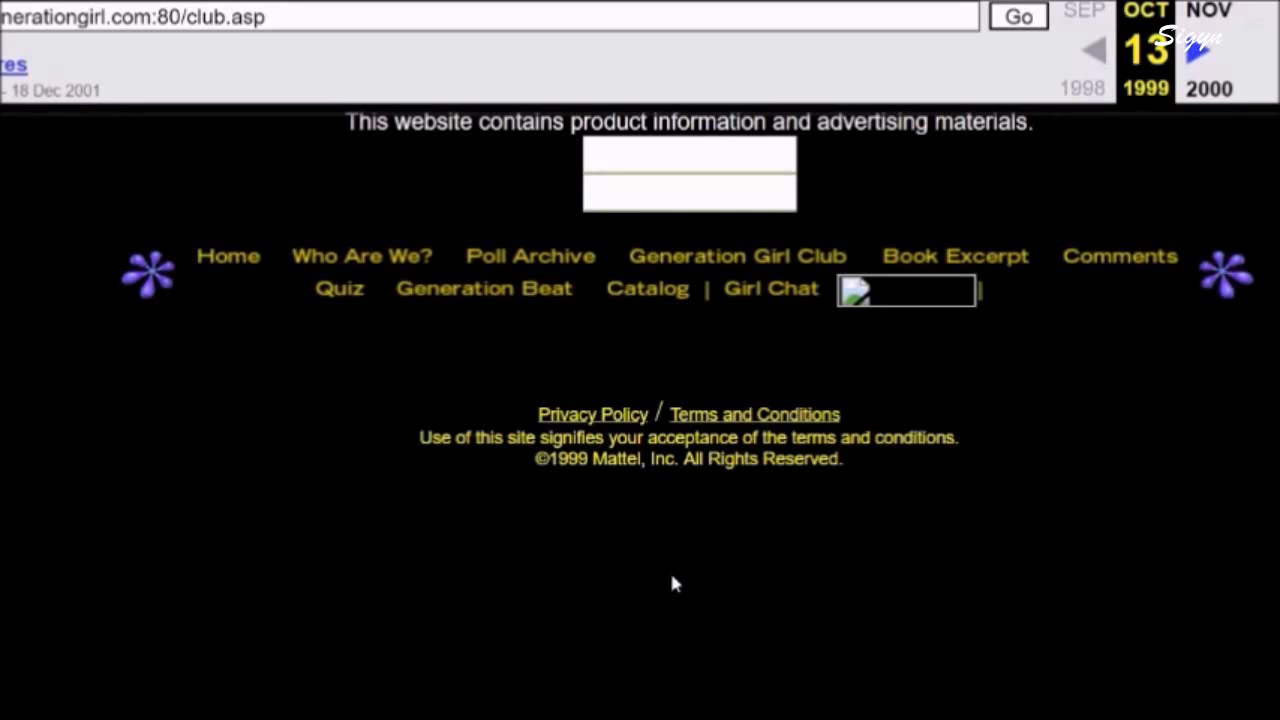 nerationgirl.com:80/club.asp
Go
SEP OCT NOV
13
Sigyn
res
- 18 Dec 2001
1998 1999 2000
This website contains product information and advertising materials.
Home Who Are We? Poll Archive Generation Girl Club Book Excerpt Comments
Quiz Generation Beat Catalog | Girl Chat |
Privacy Policy / Terms and Conditions
Use of this site signifies your acceptance of the terms and conditions.
©1999 Mattel, Inc. All Rights Reserved.